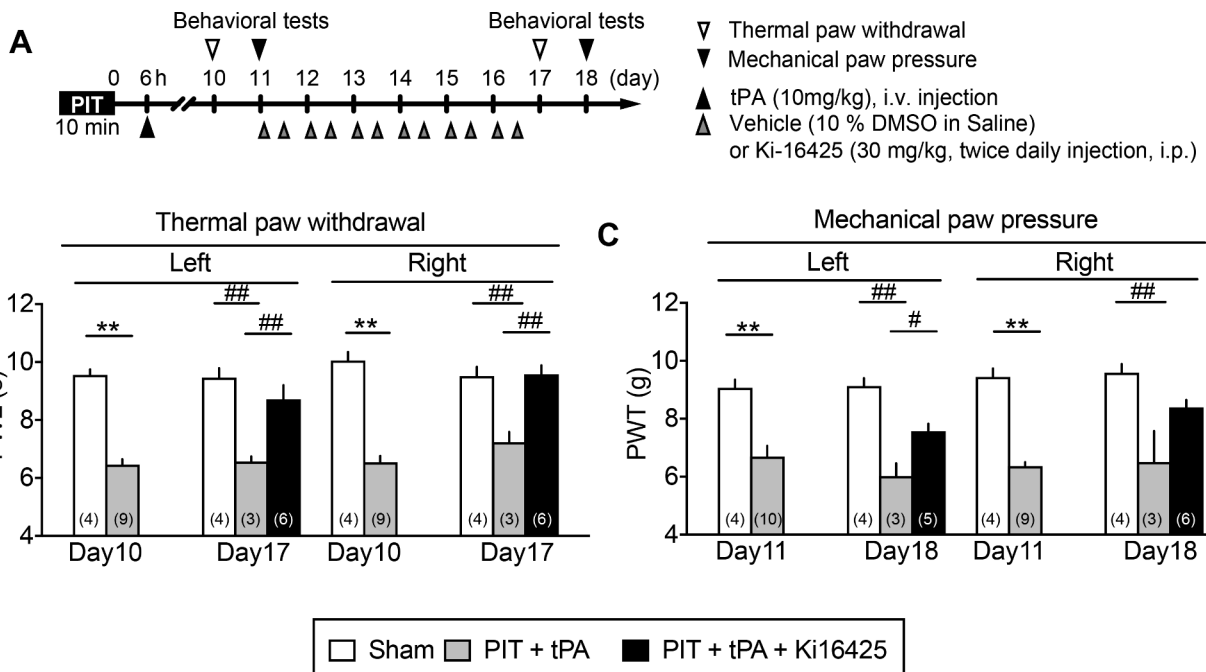 A
Behavioral tests
Behavioral tests
Thermal paw withdrawal
Mechanical paw pressure
0 6 h 10 11 12 13 14 15 16 17 18 (day)
PIT
10 min
tPA (10mg/kg), i.v. injection
Vehicle (10 % DMSO in Saline)
or Ki-16425 (30 mg/kg, twice daily injection, i.p.)
Thermal paw withdrawal
Left Right
## ##
** ## ** ##
12
10
8
6
4
(4) (9) (4) (3) (6) (4) (9) (4) (3) (6)
Day10 Day17 Day10 Day17
C
Mechanical paw pressure
Left Right
## ##
** # **
PWT (g)
12
10
8
6
4
(4) (10) (4) (3) (5) (4) (9) (4) (3) (6)
Day11 Day18 Day11 Day18
Sham PIT + tPA PIT + tPA + Ki16425